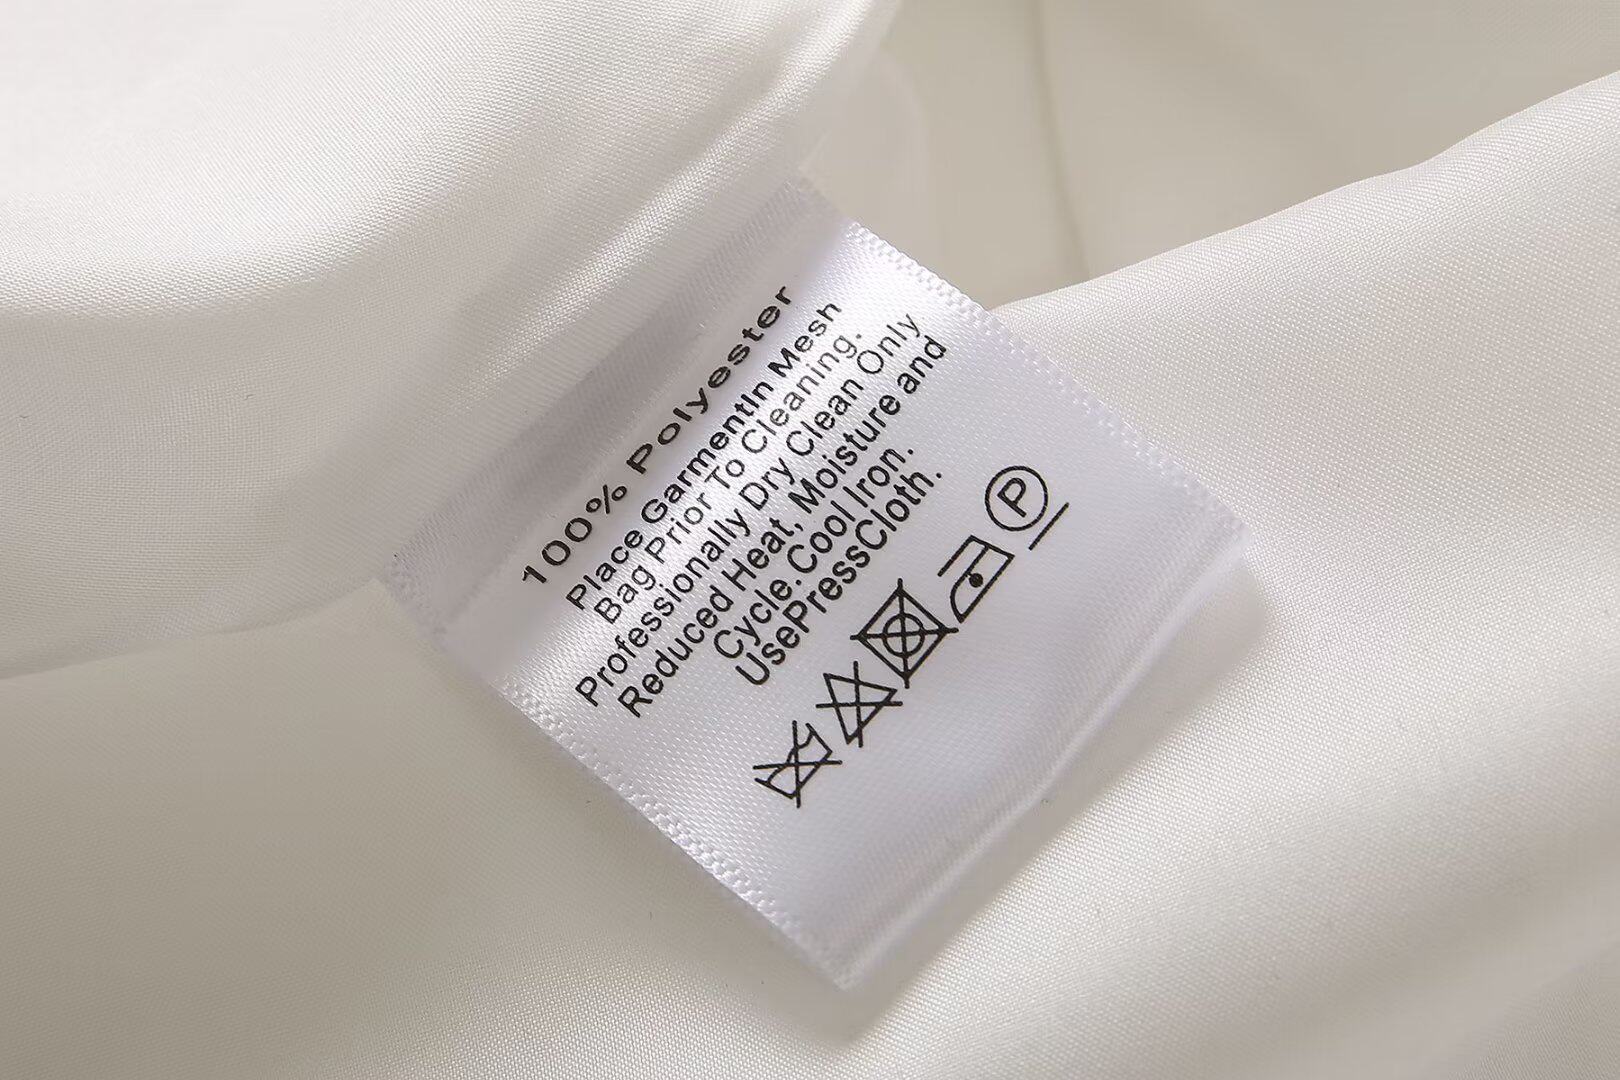 100% Polyester
Place GarmentIn Mesh
Bag Prior To Cleaning.
Professionally Dry Clean Only
Reduced Heat, Moisture and
Cycle.Cool Iron.
UsePressCloth.
P